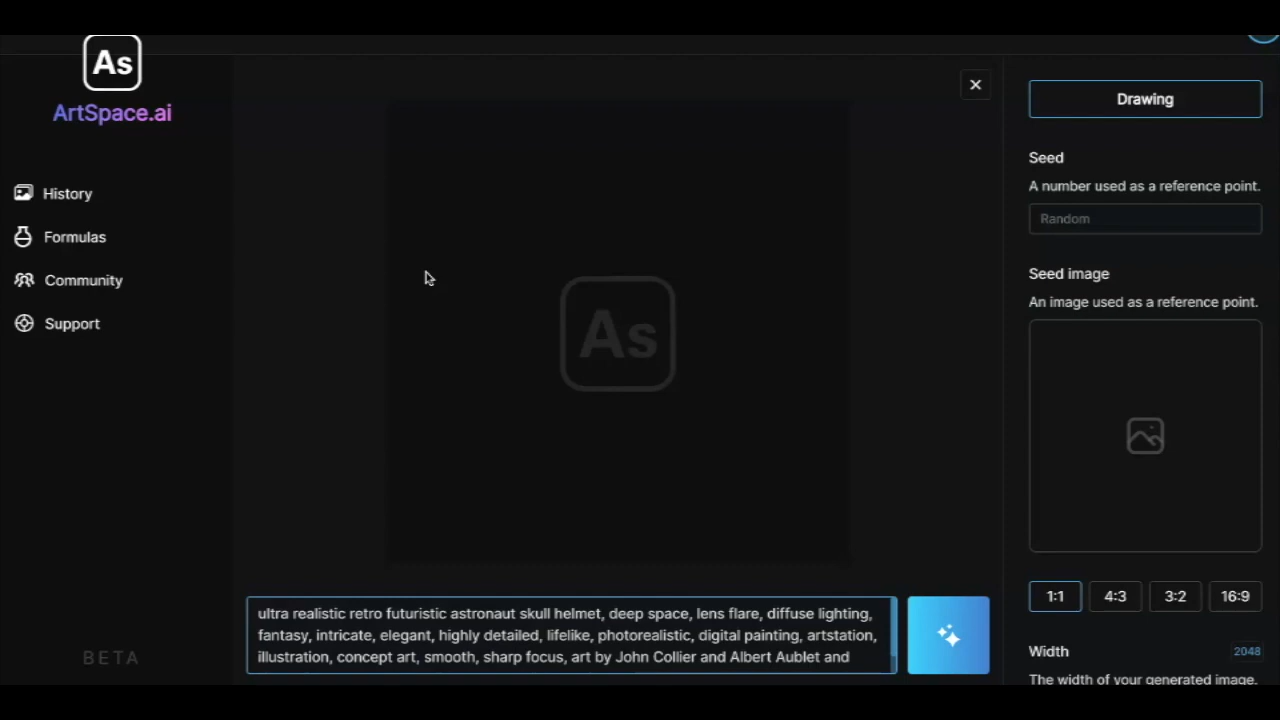 As
ArtSpace.ai
History
Formulas
Community
Support
BETA
As
ultra realistic retro futuristic astronaut skull helmet, deep space, lens flare, diffuse lighting,
fantasy, intricate, elegant, highly detailed, lifelike, photorealistic, digital painting, artstation,
illustration, concept art, smooth, sharp focus, art by John Collier and Albert Aublet and
Drawing
Seed
A number used as a reference point.
Random
Seed image
An image used as a reference point.
1:1 4:3 3:2 16:9
Width 2048
The width of your generated image.